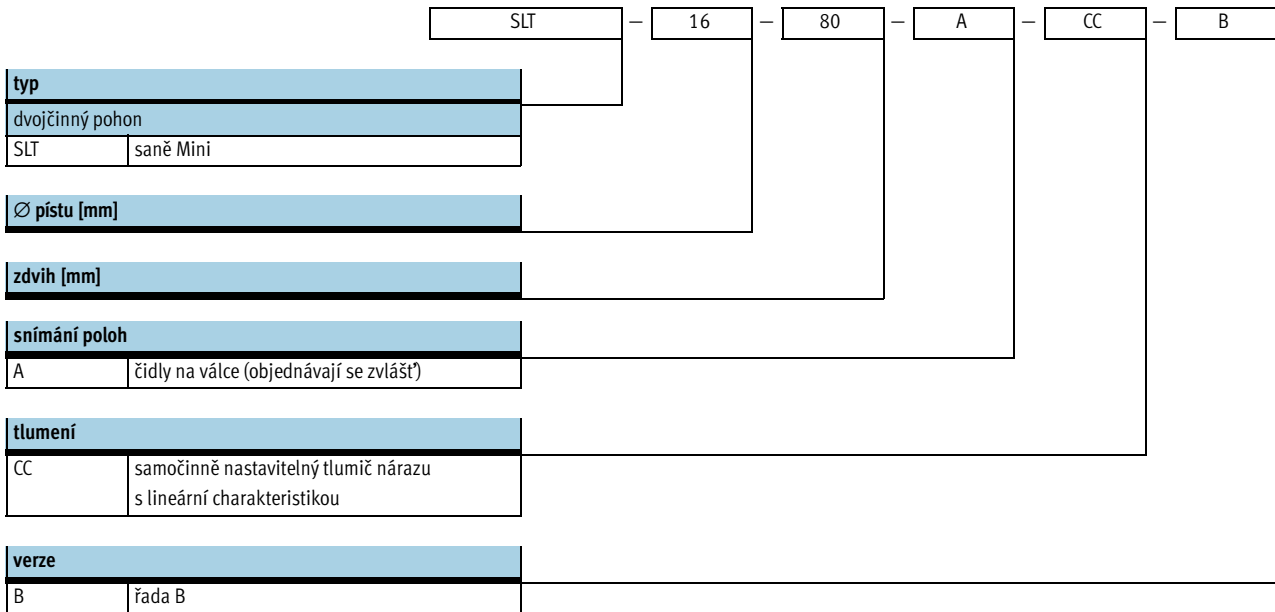 SLT – 16 – 80 – A – CC – B
typ
dvojčinný pohon
SLT saně Mini
∅ pístu [mm]
zdvih [mm]
snímání poloh
A čidly na válce (objednávají se zvlášť)
tlumení
CC samočinně nastavitelný tlumič nárazu
s lineární charakteristikou
verze
B řada B